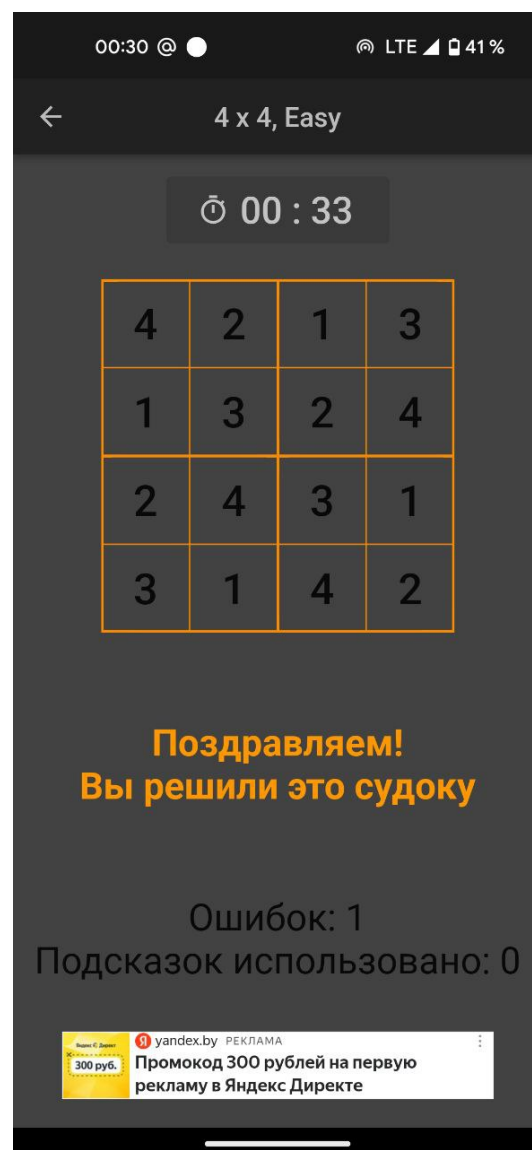 00:30 @ LTE 41 %
4 x 4, Easy
00 : 33
4 2 1 3
1 3 2 4
2 4 3 1
3 1 4 2
Поздравляем!
Вы решили это судоку
Ошибок: 1
Подсказок использовано: 0
Яндекс Директ
300 руб.
Я yandex.by РЕКЛАМА
Промокод 300 рублей на первую
рекламу в Яндекс Директе